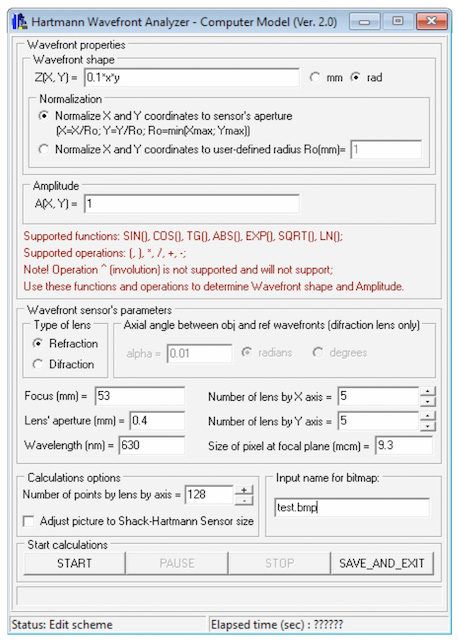 Hartmann Wavefront Analyzer - Computer Model (Ver. 2.0)
Wavefront properties
Wavefront shape
Z(X, Y) = 0.1*x*y mm rad
Normalization
Normalize X and Y coordinates to sensor's aperture
(X=X/Ro; Y=Y/Ro; Ro=min(Xmax; Ymax))
Normalize X and Y coordinates to user-defined radius Ro(mm)= 1
Amplitude
A(X, Y) = 1
Supported functions: SIN(), COS(), TG(), ABS(), EXP(), SQRT(), LN();
Supported operations: (, ), *, /, +, -;
Note! Operation ^ (involution) is not supported and will not support;
Use these functions and operations to determine Wavefront shape and Amplitude.
Wavefront sensor's parameters
Type of lens
Refraction
Difraction
Axial angle between obj and ref wavefronts (difraction lens only)
alpha = 0.01 radians degrees
Focus (mm) = 53 Number of lens by X axis = 5
Lens' aperture (mm) = 0.4 Number of lens by Y axis = 5
Wavelength (nm) = 630 Size of pixel at focal plane (mcm) = 9.3
Calculations options
Number of points by lens by axis = 128
Adjust picture to Shack-Hartmann Sensor size
Input name for bitmap:
test.bmp
Start calculations
START PAUSE STOP SAVE_AND_EXIT
Status: Edit scheme Elapsed time (sec) : ??????